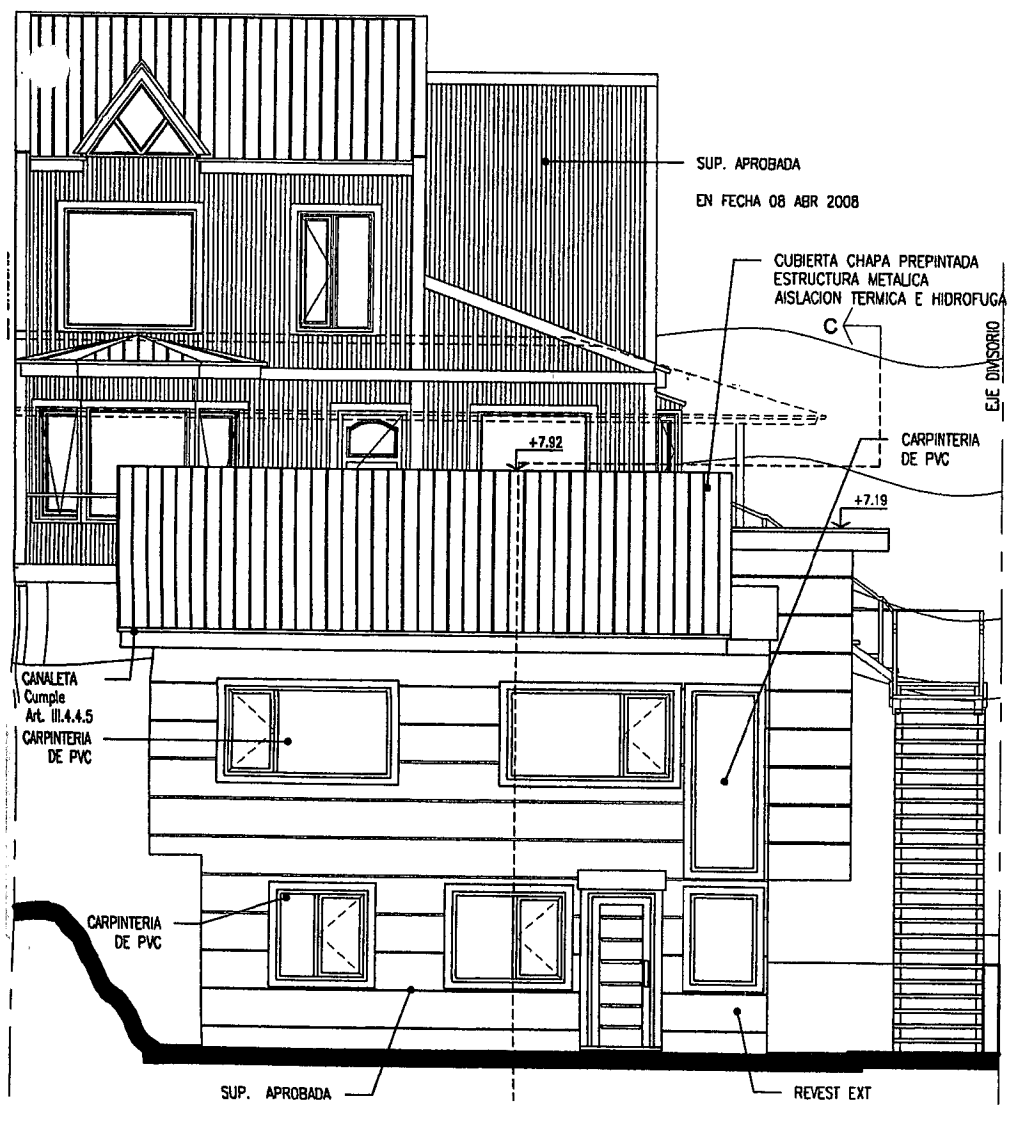 SUP. APROBADA
EN FECHA 08 ABR 2008
CUBIERTA CHAPA PREPINTADA
ESTRUCTURA METALICA
AISLACION TERMICA E HIDROFUGA
C
EJE DIVISORIO
CARPINTERIA
DE PVC
+7.92
+7.19
CANALETA
Cumple
Art. III.4.4.5
CARPINTERIA
DE PVC
CARPINTERIA
DE PVC
SUP. APROBADA
REVEST EXT